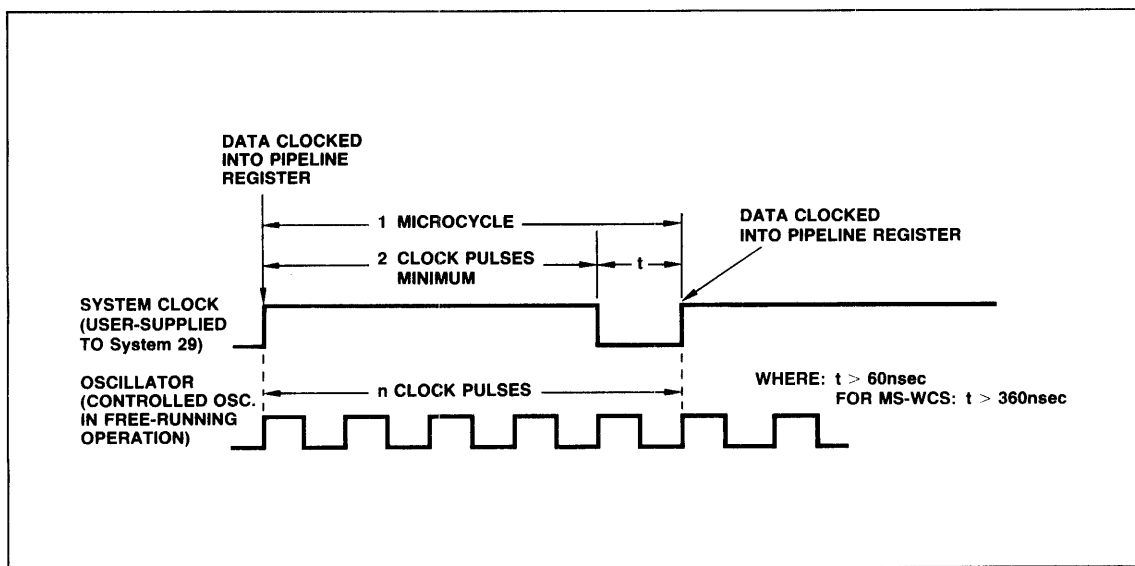 DATA CLOCKED
INTO PIPELINE
REGISTER
1 MICROCYCLE
DATA CLOCKED
INTO PIPELINE REGISTER
2 CLOCK PULSES
MINIMUM
t
SYSTEM CLOCK
(USER-SUPPLIED
TO System 29)
OSCILLATOR
(CONTROLLED OSC.
IN FREE-RUNNING
OPERATION)
n CLOCK PULSES
WHERE: t > 60nsec
FOR MS-WCS: t > 360nsec